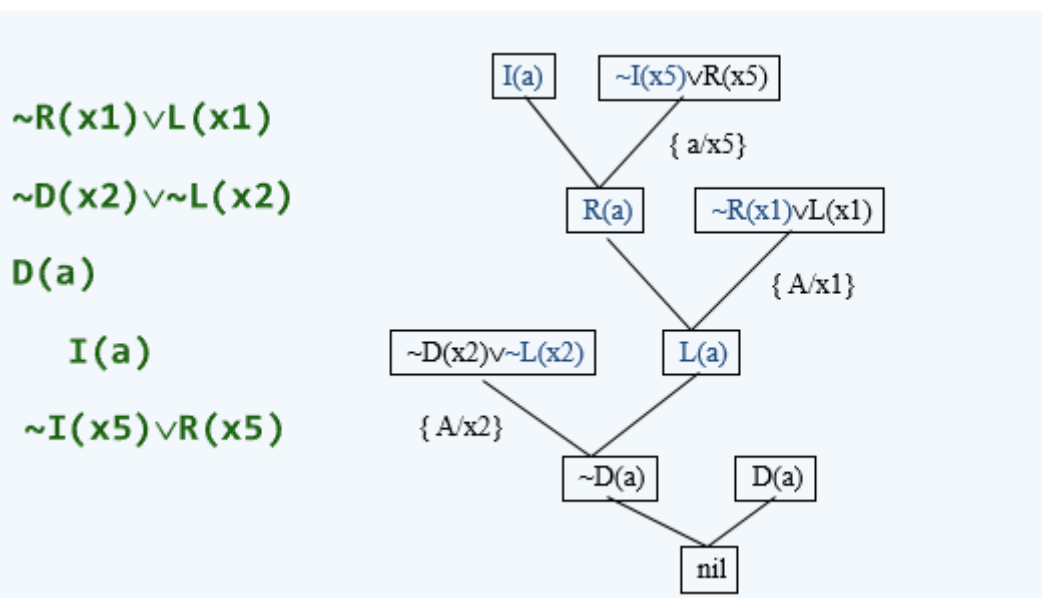 ~R(x1)∨L(x1)
~D(x2)∨~L(x2)
D(a)
I(a)
~I(x5)∨R(x5)
I(a)
~I(x5)∨R(x5)
{ a/x5}
R(a)
~R(x1)∨L(x1)
{ A/x1}
~D(x2)∨~L(x2)
L(a)
{ A/x2}
~D(a)
D(a)
nil